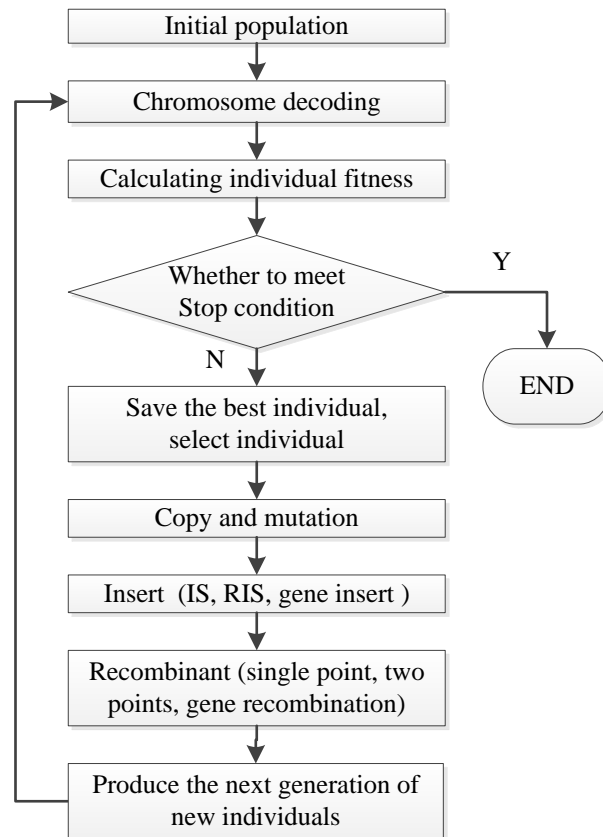 Initial population
Chromosome decoding
Calculating individual fitness
Whether to meet
Stop condition
Y
N
END
Save the best individual,
select individual
Copy and mutation
Insert (IS, RIS, gene insert )
Recombinant (single point, two
points, gene recombination)
Produce the next generation of
new individuals